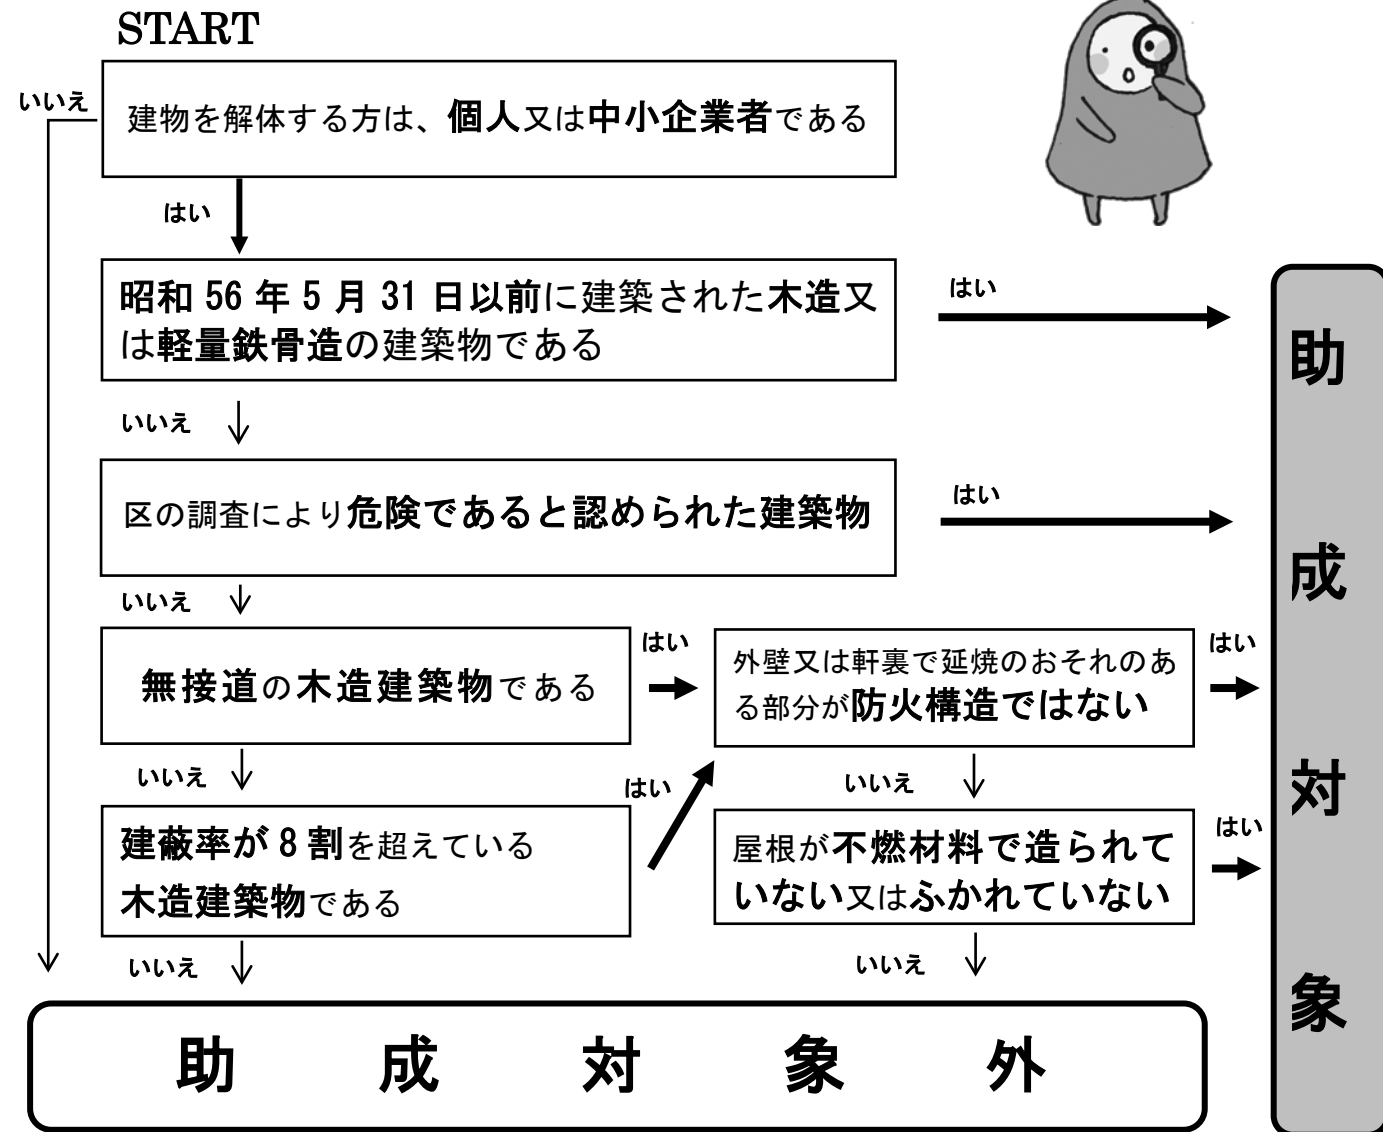 START
いいえ
建物を解体する方は、個人又は中小企業者である
はい
昭和 56 年 5 月 31 日以前に建築された木造又
は軽量鉄骨造の建築物である
はい
いいえ
区の調査により危険であると認められた建築物
はい
いいえ
無接道の木造建築物である
はい
外壁又は軒裏で延焼のおそれのあ
る部分が防火構造ではない
はい
いいえ
いいえ
建蔽率が 8 割を超えている
木造建築物である
はい
屋根が不燃材料で造られて
いない又はふかれていない
はい
いいえ
いいえ
助成対象外
助成対象